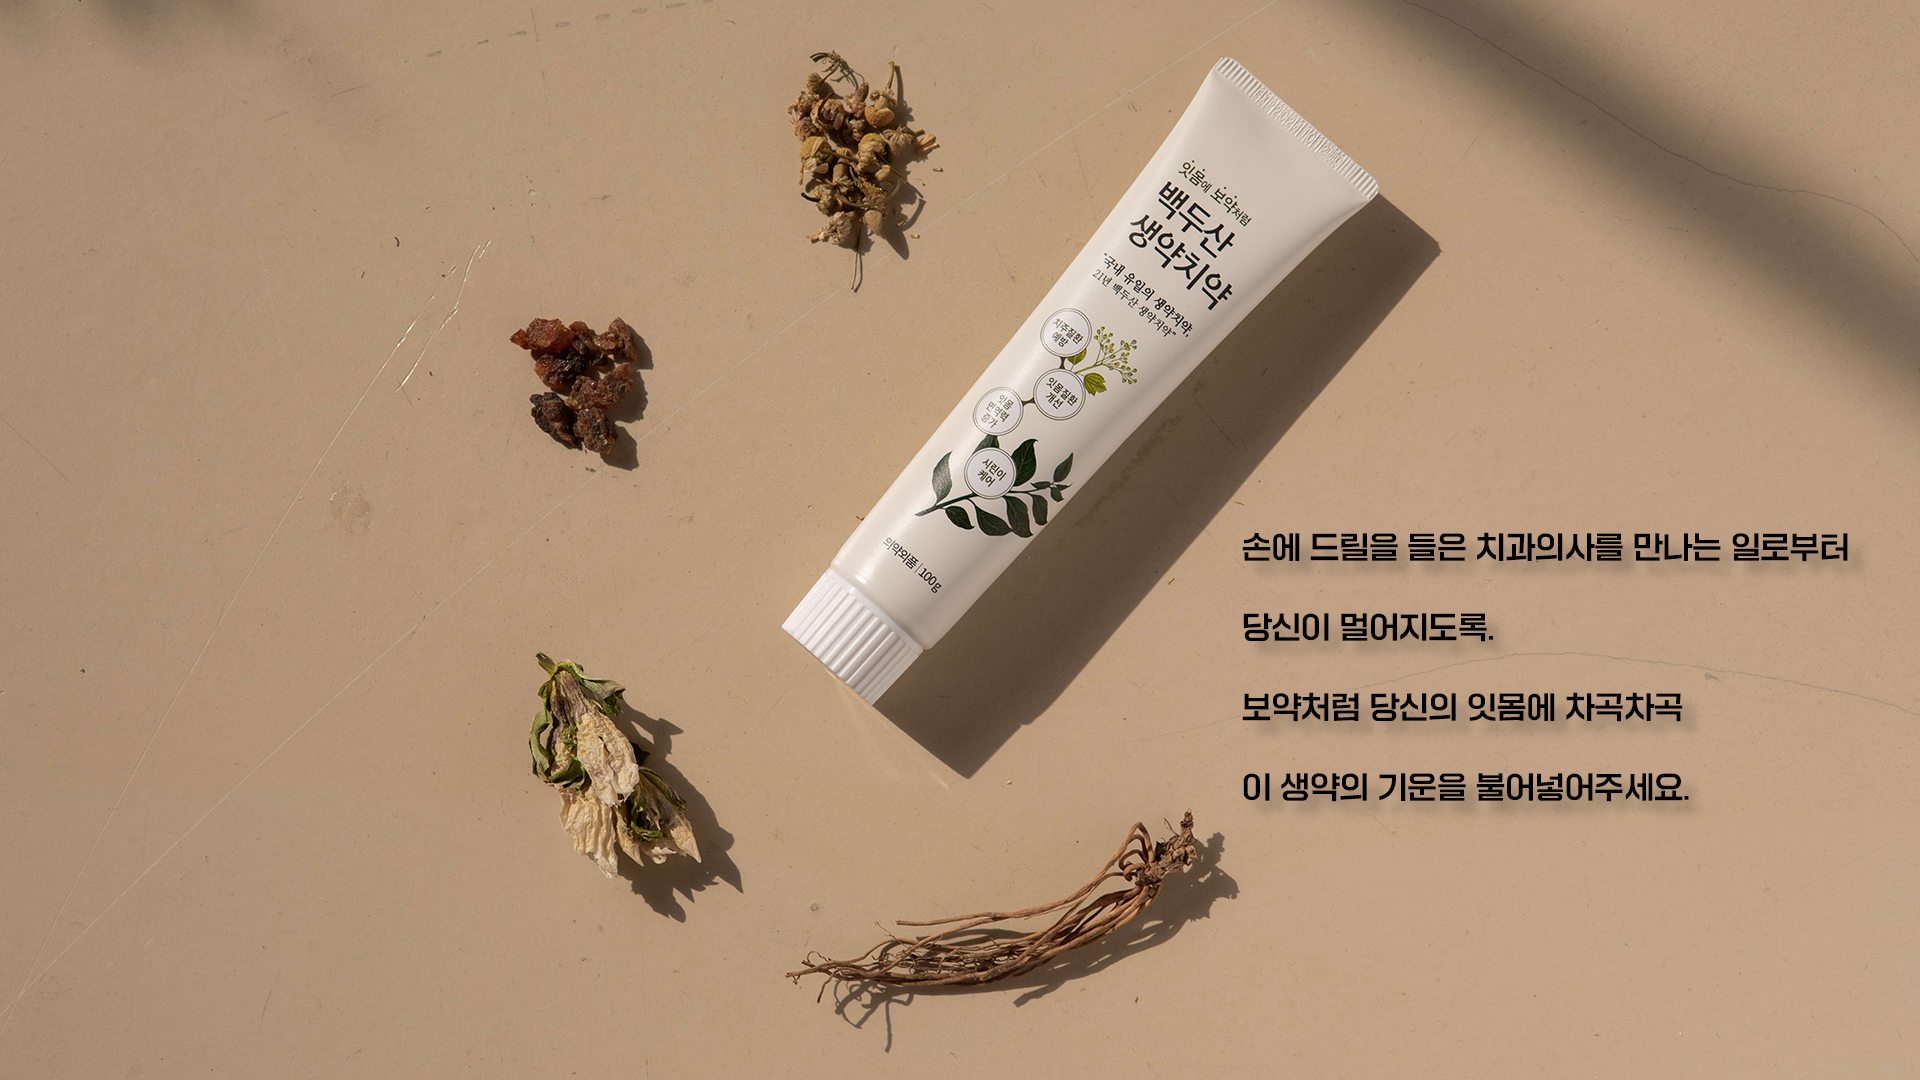 잇몸에 보약처럼
백두산
생약치약
"국내 유일의 생약치약,
21년 백두산 생약치약"
치주질환
예방
잇몸질환
개선
잇몸
면역력
증가
시린이
케어
의약외품 | 100g
손에 드릴을 들은 치과의사를 만나는 일로부터
당신이 멀어지도록.
보약처럼 당신의 잇몸에 차곡차곡
이 생약의 기운을 불어넣어주세요.